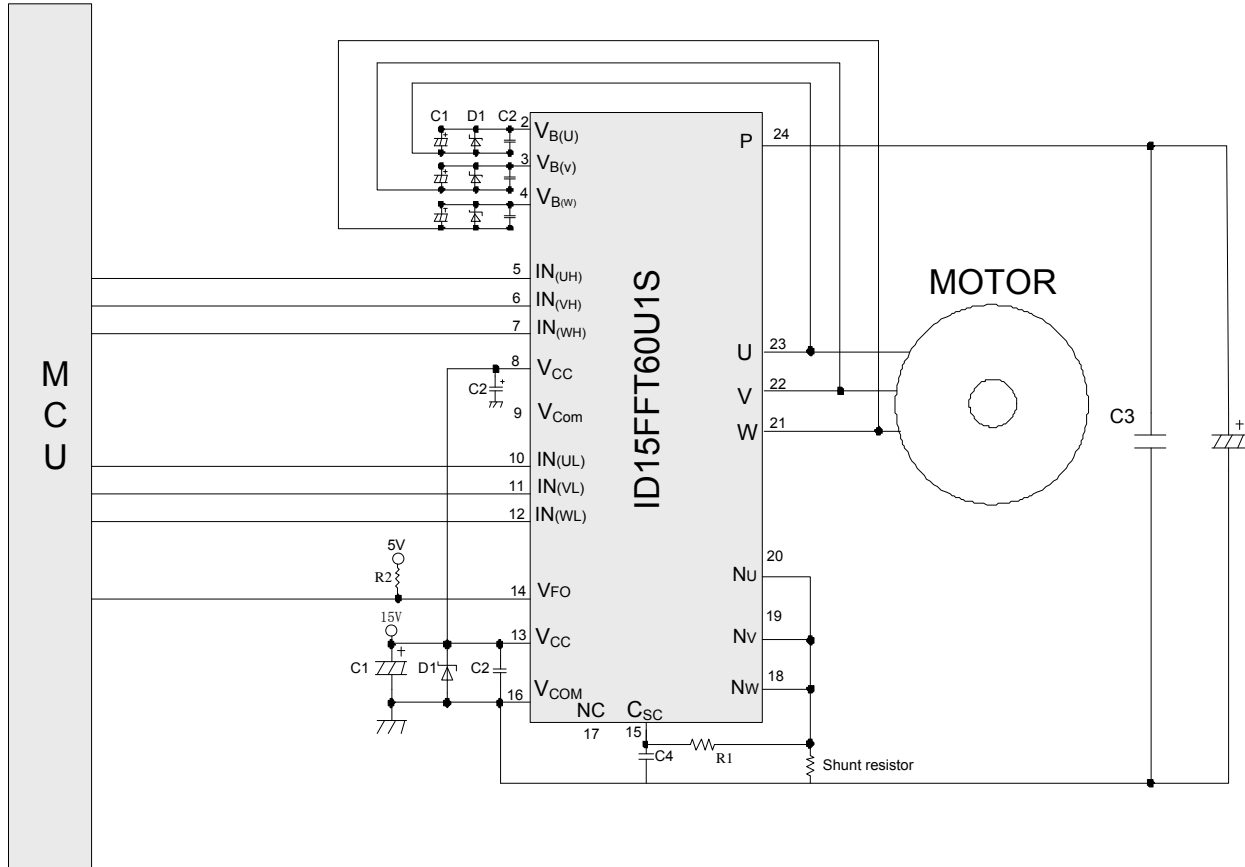 MCU
C1 D1 C2
2 VB(U)
3 VB(v)
4 VB(W)
5 IN(UH)
6 IN(VH)
7 IN(WH)
8 VCC
C2 +
9 VCom
10 IN(UL)
11 IN(VL)
12 IN(WL)
5V
R2
14 VFO
15V
13 VCC
C1 + D1 C2
16 VCOM
NC
17
CSC
15
C4
R1
Shunt resistor
ID15FFT60U1S
P 24
MOTOR
U 23
V 22
W 21
C3
+
20
NU
19
NV
18
NW